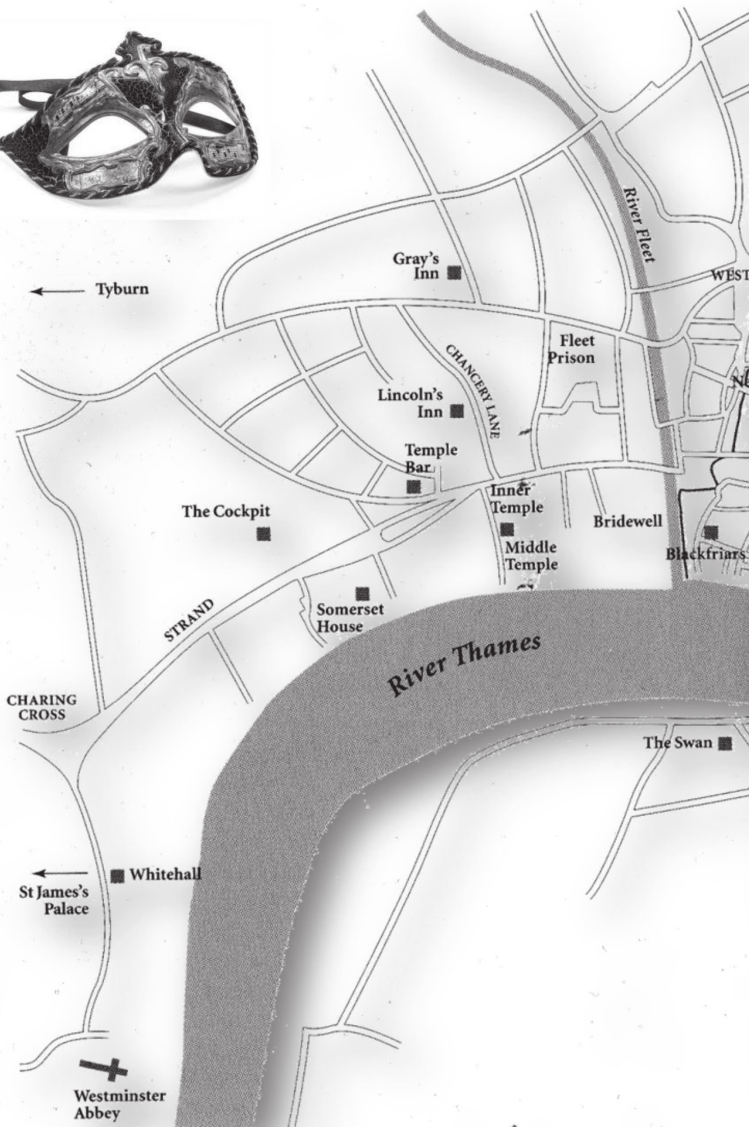 River Fleet
Gray's
Inn
WEST
Tyburn
Fleet
Prison
CHANCERY LANE
Lincoln's
Inn
Temple
Bar
Inner
Temple
The Cockpit
Bridewell
Middle
Temple
Blackfriars
Somerset
House
STRAND
River Thames
CHARING
CROSS
The Swan
Whitehall
St James's
Palace
Westminster
Abbey